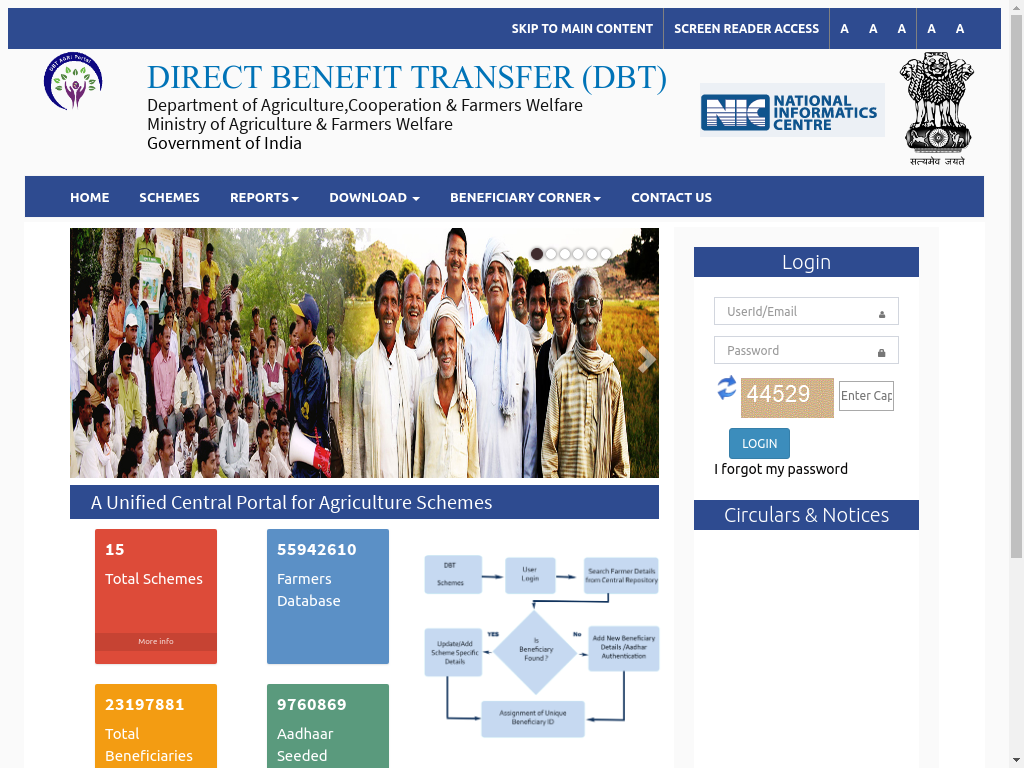 SKIP TO MAIN CONTENT SCREEN READER ACCESS A A A A A
DBT AGRI Portal
DIRECT BENEFIT TRANSFER (DBT)
Department of Agriculture,Cooperation & Farmers Welfare
Ministry of Agriculture & Farmers Welfare
Government of India
NIC NATIONAL
INFORMATICS
CENTRE
सत्यमेव जयते
HOME SCHEMES REPORTS DOWNLOAD BENEFICIARY CORNER CONTACT US
Login
UserId/Email
Password
44529 Enter Cap
LOGIN
I forgot my password
A Unified Central Portal for Agriculture Schemes
Circulars & Notices
15
Total Schemes
More info
55942610
Farmers
Database
23197881
Total
Beneficiaries
9760869
Aadhaar
Seeded
DBT
Schemes
User
Login
Search Farmer Details
from Central Repository
Is
Beneficiary
Found ?
YES
No
Update/Add
Scheme Specific
Details
Add New Beneficiary
Details /Aadhar
Authentication
Assignment of Unique
Beneficiary ID